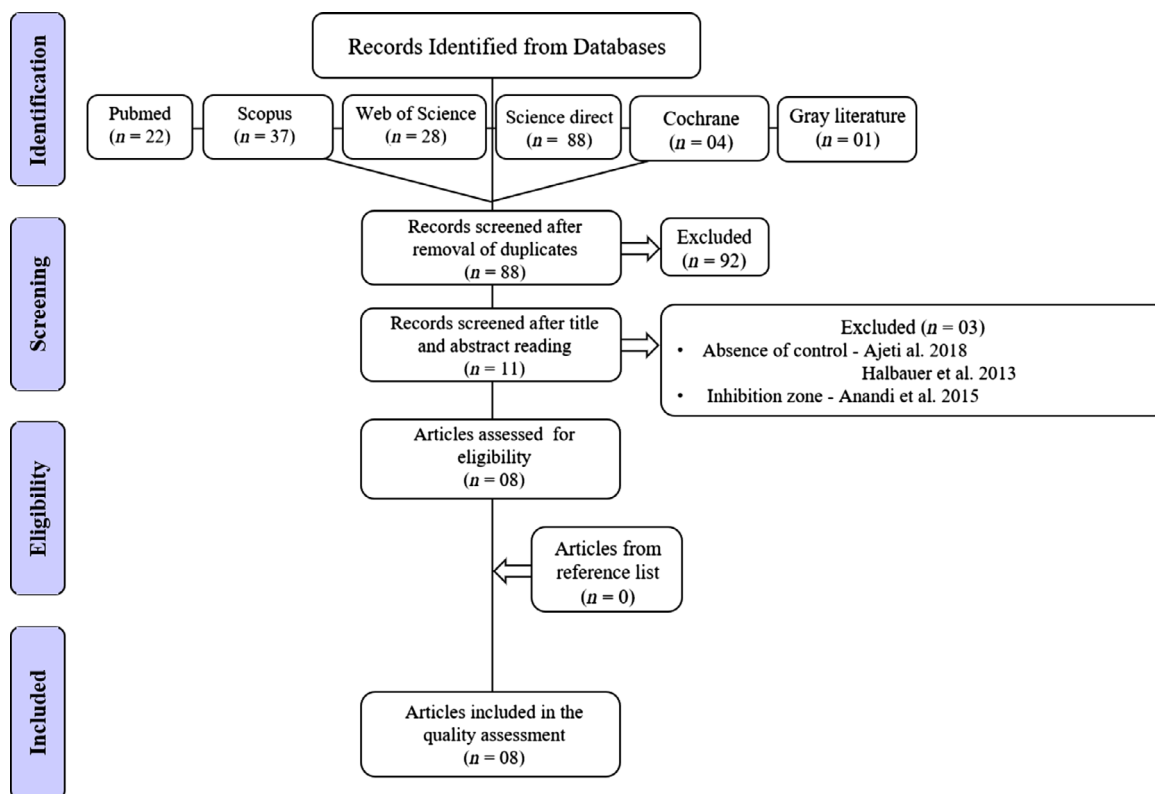 Identification
Records Identified from Databases
Pubmed
(n = 22)
Scopus
(n = 37)
Web of Science
(n = 28)
Science direct
(n = 88)
Cochrane
(n = 04)
Gray literature
(n = 01)
Screening
Records screened after
removal of duplicates
(n = 88)
Excluded
(n = 92)
Records screened after title
and abstract reading
(n = 11)
Excluded (n = 03)
• Absence of control - Ajeti al. 2018
Halbauer et al. 2013
• Inhibition zone - Anandi et al. 2015
Eligibility
Articles assessed for
eligibility
(n = 08)
Articles from
reference list
(n = 0)
Included
Articles included in the
quality assessment
(n = 08)